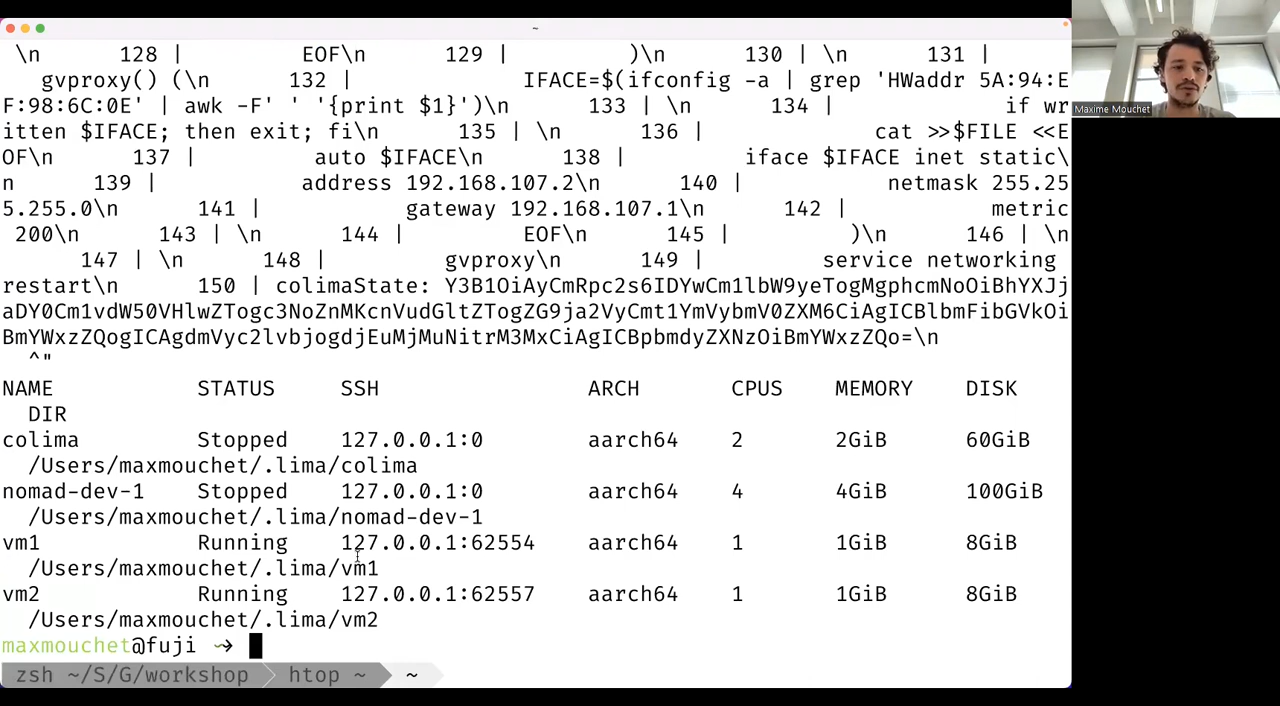 ~
\n 128 | EOF\n 129 | )\n 130 | \n 131 |
gvproxy() (\n 132 | IFACE=$(ifconfig -a | grep 'HWaddr 5A:94:E
F:98:6C:0E' | awk -F' ' '{print $1}')\n 133 | \n 134 | if wr
itten $IFACE; then exit; fi\n 135 | \n 136 | cat >>$FILE <<E
OF\n 137 | auto $IFACE\n 138 | iface $IFACE inet static\
n 139 | address 192.168.107.2\n 140 | netmask 255.25
5.255.0\n 141 | gateway 192.168.107.1\n 142 | metric
200\n 143 | \n 144 | EOF\n 145 | )\n 146 | \n
147 | \n 148 | gvproxy\n 149 | service networking
restart\n 150 | colimaState: Y3B1OiAyCmRpc2s6IDYwCm1lbW9yeTogMgphcmNoOiBhYXJj
aDY0Cm1vdW50VHlwZTogc3NoZnMKcnVudGltZTogZG9ja2VyCmt1YmVybmV0ZXM6CiAgICBlbmFibGVkOi
BmYWxzZQogICAgdmVyc2lvbjogdjEuMjMuNitrM3MxCiAgICBpbmdyZXNzOiBmYWxzZQo=\n
^"
NAME STATUS SSH ARCH CPUS MEMORY DISK
DIR
colima Stopped 127.0.0.1:0 aarch64 2 2GiB 60GiB
/Users/maxmouchet/.lima/colima
nomad-dev-1 Stopped 127.0.0.1:0 aarch64 4 4GiB 100GiB
/Users/maxmouchet/.lima/nomad-dev-1
vm1 Running 127.0.0.1:62554 aarch64 1 1GiB 8GiB
/Users/maxmouchet/.lima/vm1
vm2 Running 127.0.0.1:62557 aarch64 1 1GiB 8GiB
/Users/maxmouchet/.lima/vm2
maxmouchet@fuji ⤳
zsh ~/S/G/workshop htop ~ ~
Maxime Mouchet